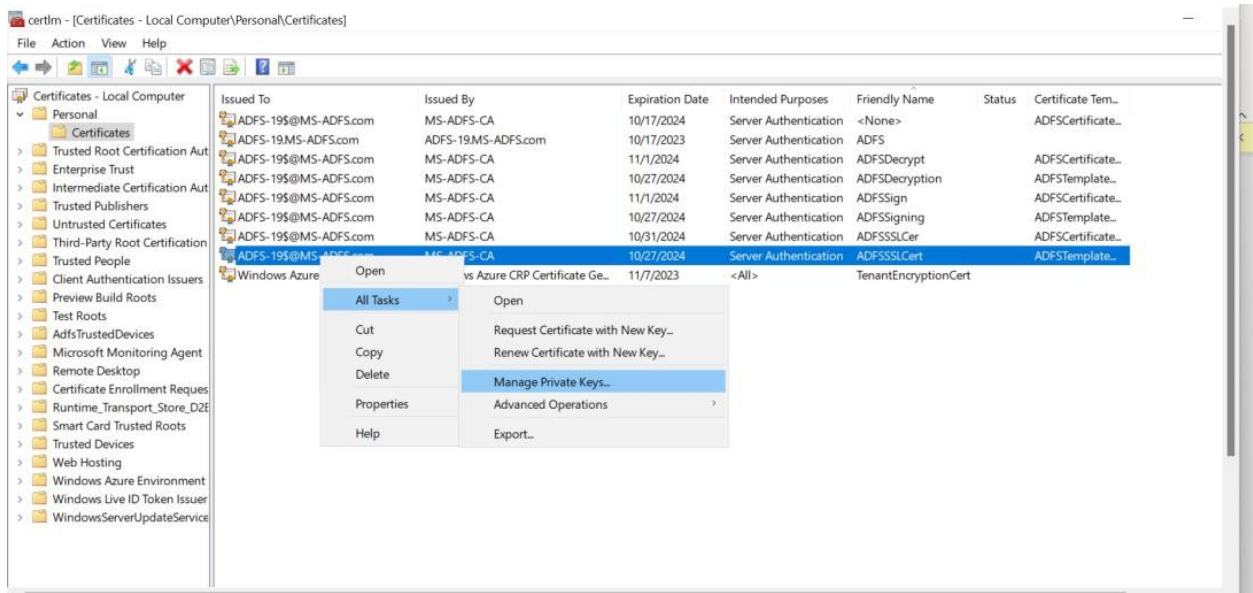 certlm - [Certificates - Local Computer\Personal\Certificates]
File Action View Help
Certificates - Local Computer
Personal
Certificates
Trusted Root Certification Aut
Enterprise Trust
Intermediate Certification Aut
Trusted Publishers
Untrusted Certificates
Third-Party Root Certification
Trusted People
Client Authentication Issuers
Preview Build Roots
Test Roots
AdfsTrustedDevices
Microsoft Monitoring Agent
Remote Desktop
Certificate Enrollment Reques
Runtime_Transport_Store_D2E
Smart Card Trusted Roots
Trusted Devices
Web Hosting
Windows Azure Environment
Windows Live ID Token Issuer
WindowsServerUpdateService
Issued To Issued By Expiration Date Intended Purposes Friendly Name Status Certificate Tem...
ADFS-19$@MS-ADFS.com MS-ADFS-CA 10/17/2024 Server Authentication <None> ADFSCertificate...
ADFS-19.MS-ADFS.com ADFS-19.MS-ADFS.com 10/17/2023 Server Authentication ADFS
ADFS-19$@MS-ADFS.com MS-ADFS-CA 11/1/2024 Server Authentication ADFSDecrypt ADFSCertificate...
ADFS-19$@MS-ADFS.com MS-ADFS-CA 10/27/2024 Server Authentication ADFSDecryption ADFSTemplate...
ADFS-19$@MS-ADFS.com MS-ADFS-CA 11/1/2024 Server Authentication ADFSSign ADFSCertificate...
ADFS-19$@MS-ADFS.com MS-ADFS-CA 10/27/2024 Server Authentication ADFSSigning ADFSTemplate...
ADFS-19$@MS-ADFS.com MS-ADFS-CA 10/31/2024 Server Authentication ADFSSSLCer ADFSCertificate...
ADFS-19$@MS-ADFS.com MS-ADFS-CA 10/27/2024 Server Authentication ADFSSSLCert ADFSTemplate...
Windows Azure vs Azure CRP Certificate Ge... 11/7/2023 <All> TenantEncryptionCert
Open
All Tasks
Cut
Copy
Delete
Properties
Help
Open
Request Certificate with New Key...
Renew Certificate with New Key...
Manage Private Keys...
Advanced Operations
Export...